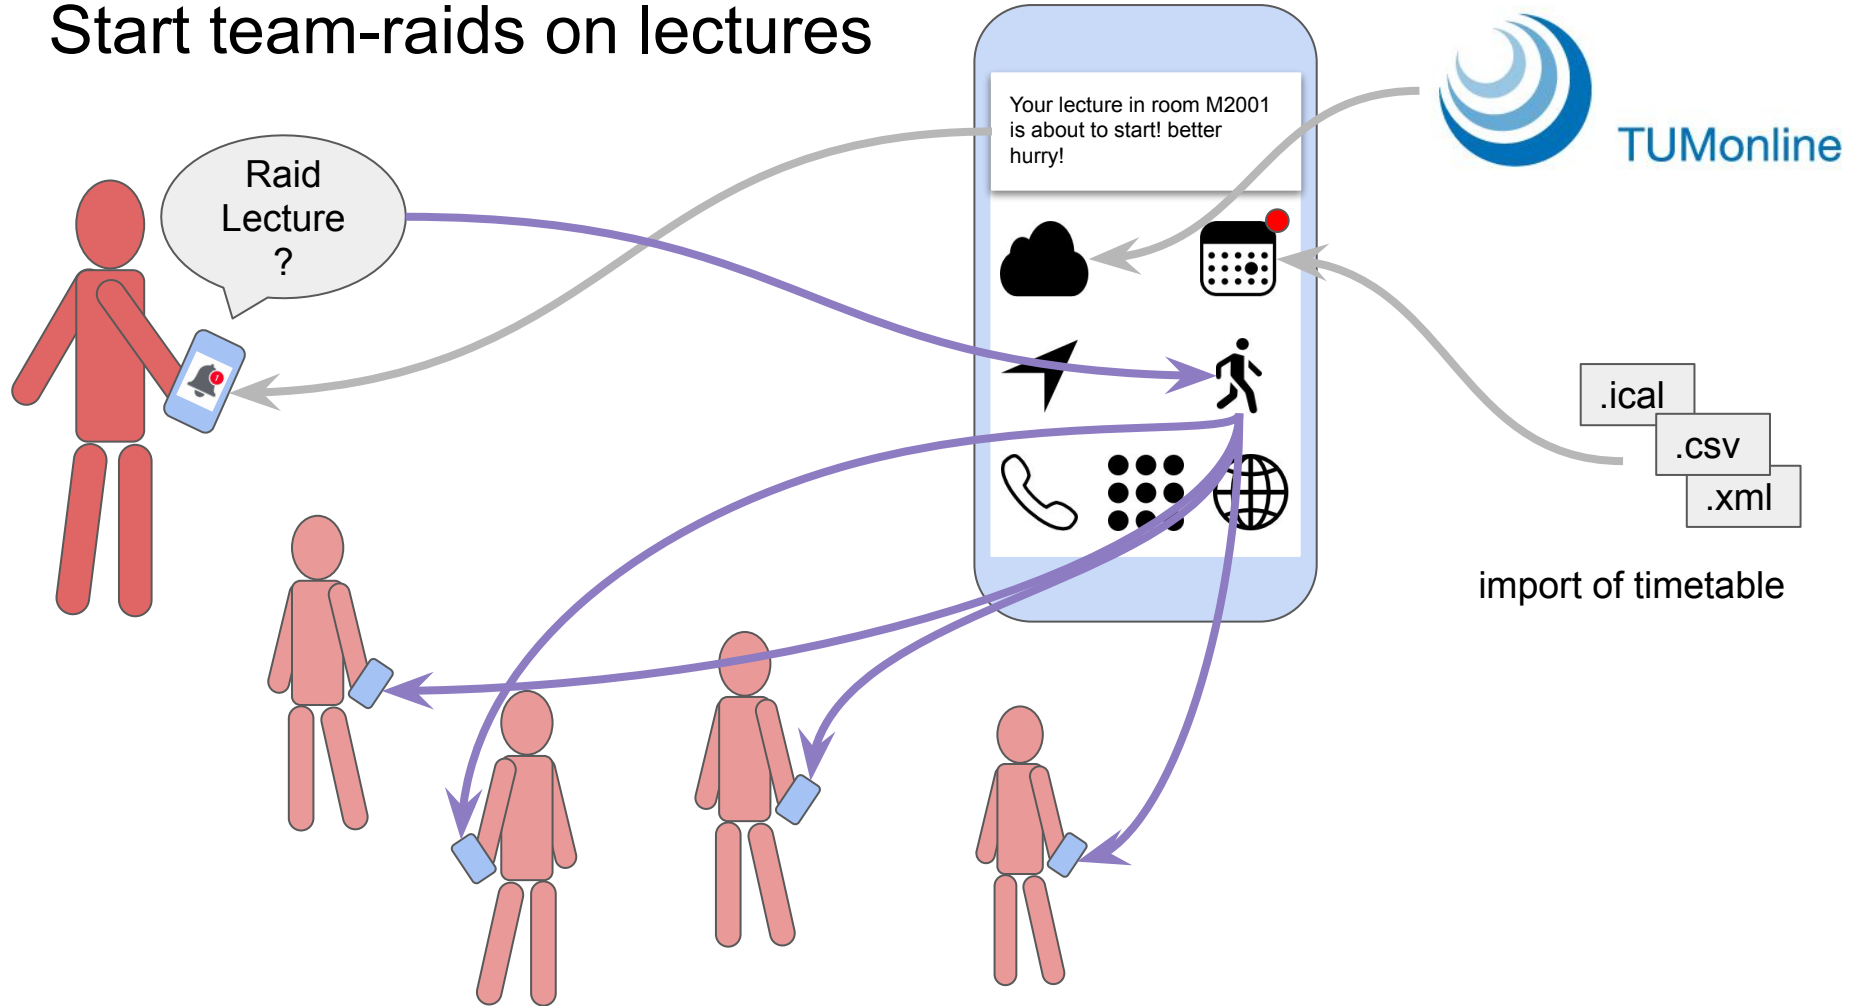 Start team-raids on lectures
Your lecture in room M2001
is about to start! better
hurry!
TUMonline
Raid
Lecture
?
.ical
.csv
.xml
import of timetable